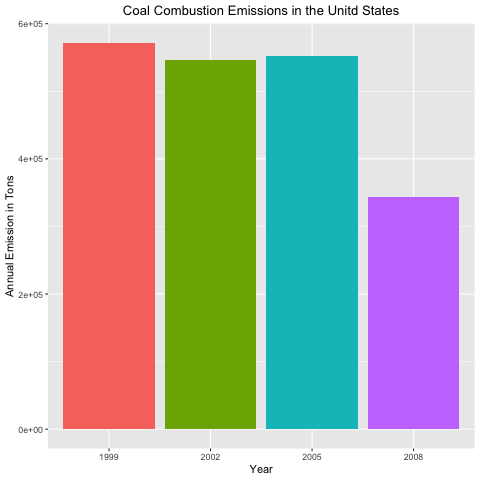 Coal Combustion Emissions in the Unitd States
6e+05
4e+05
2e+05
0e+00
Annual Emission in Tons
1999 2002 2005 2008
Year